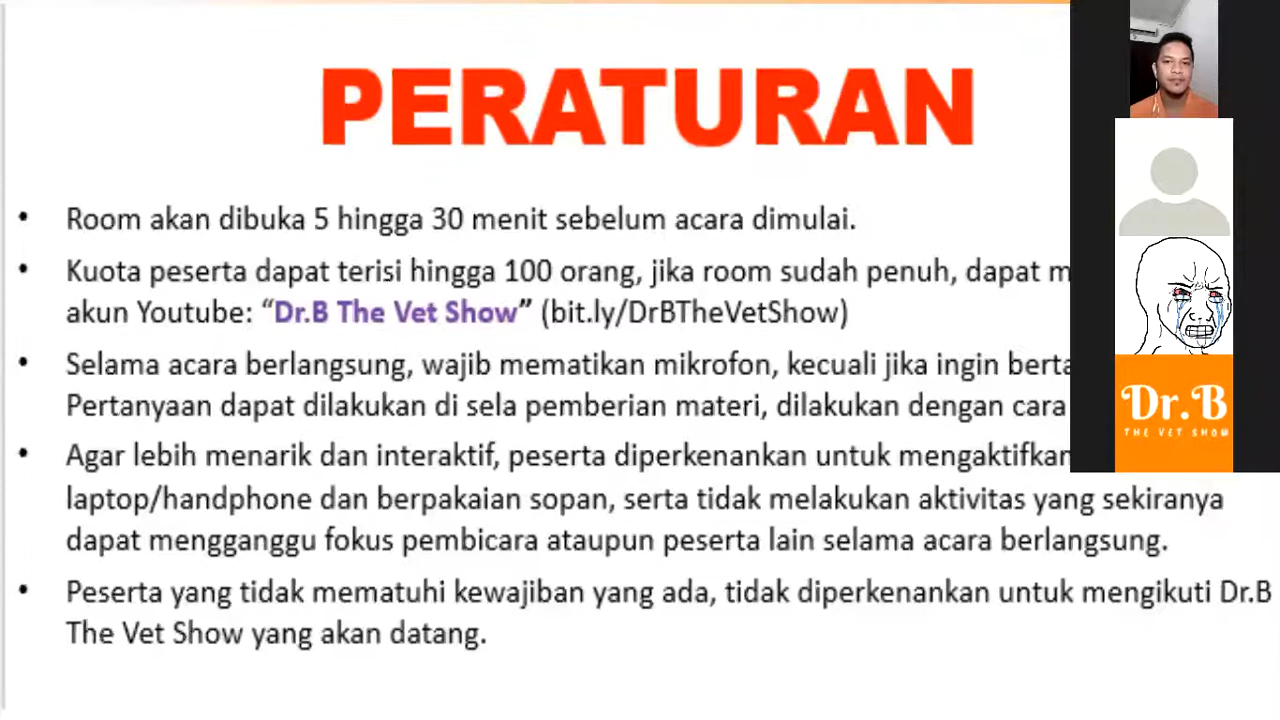 PERATURAN
• Room akan dibuka 5 hingga 30 menit sebelum acara dimulai.
• Kuota peserta dapat terisi hingga 100 orang, jika room sudah penuh, dapat
akun Youtube: “Dr.B The Vet Show” (bit.ly/DrBTheVetShow)
• Selama acara berlangsung, wajib mematikan mikrofon, kecuali jika ingin
Pertanyaan dapat dilakukan di sela pemberian materi, dilakukan dengan cara
• Agar lebih menarik dan interaktif, peserta diperkenankan untuk mengaktifkan
laptop/handphone dan berpakaian sopan, serta tidak melakukan aktivitas yang sekiranya
dapat mengganggu fokus pembicara ataupun peserta lain selama acara berlangsung.
• Peserta yang tidak mematuhi kewajiban yang ada, tidak diperkenankan untuk mengikuti Dr.B
The Vet Show yang akan datang.
Dr.B
THE VET SHOW